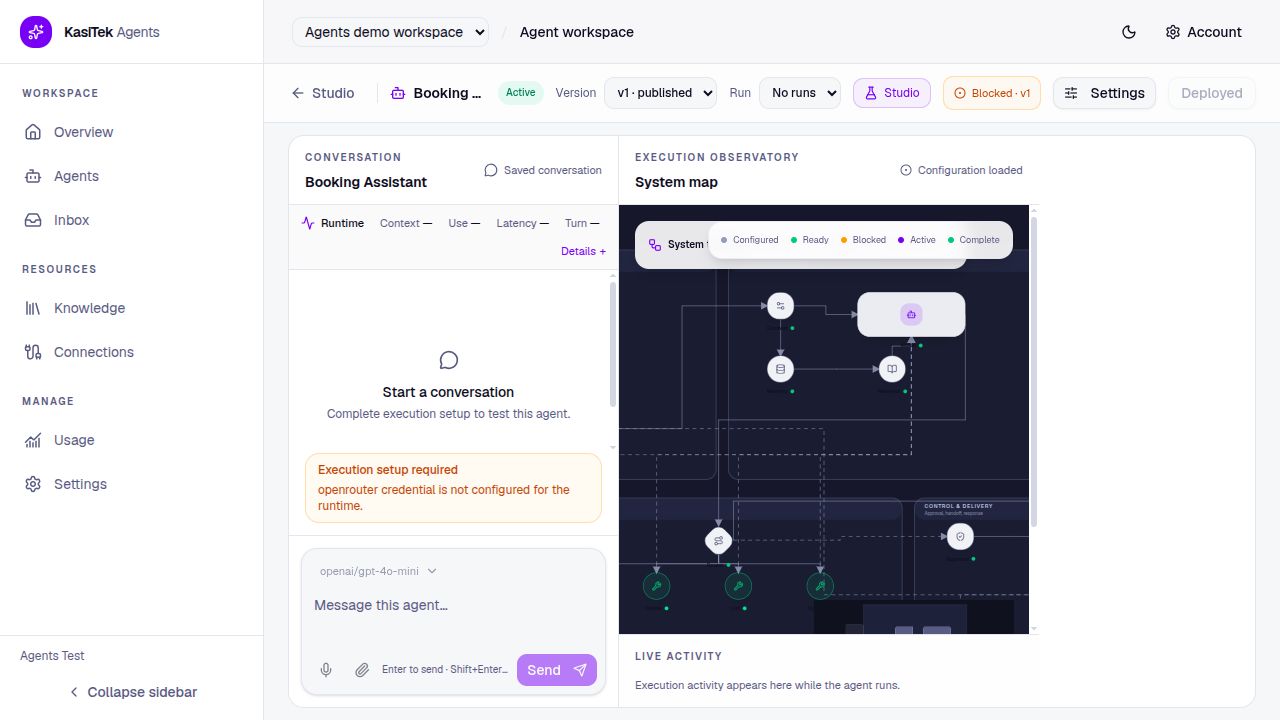 KasiTek Agents
WORKSPACE
Overview
Agents
Inbox
RESOURCES
Knowledge
Connections
MANAGE
Usage
Settings
Agents Test
Collapse sidebar
Agents demo workspace / Agent workspace
Account
Studio
Booking ...
Active
Version
v1 · published
Run
No runs
Studio
Blocked · v1
Settings
Deployed
CONVERSATION
Booking Assistant
Saved conversation
Runtime
Context —
Use —
Latency —
Turn —
Details +
Start a conversation
Complete execution setup to test this agent.
Execution setup required
openrouter credential is not configured for the
runtime.
openai/gpt-4o-mini
Message this agent...
Enter to send · Shift+Enter...
Send
EXECUTION OBSERVATORY
System map
Configuration loaded
System
Configured
Ready
Blocked
Active
Complete
CONTROL & DELIVERY
Approval, handoff, response
LIVE ACTIVITY
Execution activity appears here while the agent runs.